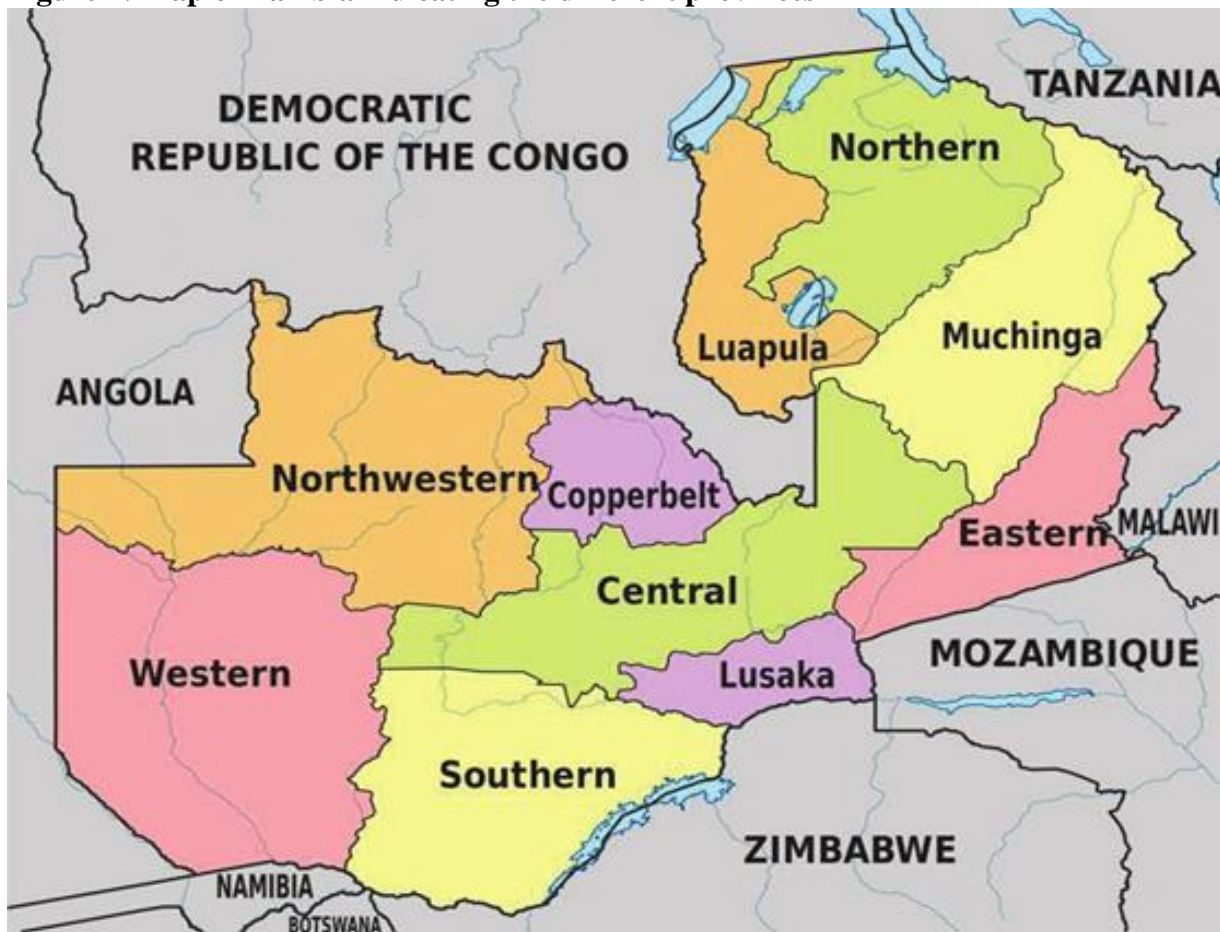 DEMOCRATIC
REPUBLIC OF THE CONGO
TANZANIA
Northern
Luapula
Muchinga
ANGOLA
Northwestern
Copperbelt
Eastern
MALAWI
Central
Western
Lusaka
MOZAMBIQUE
Southern
ZIMBABWE
NAMIBIA
BOTSWANA